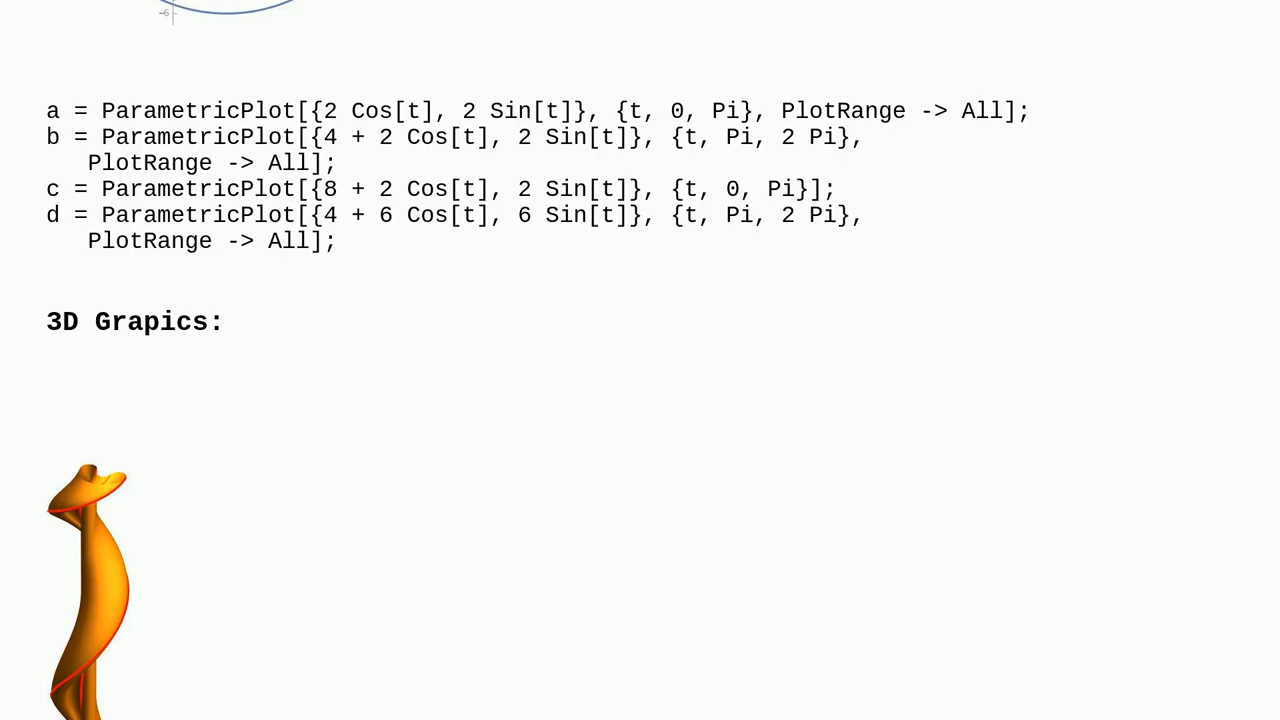 -6
a = ParametricPlot[{2 Cos[t], 2 Sin[t]}, {t, 0, Pi}, PlotRange -> All];
b = ParametricPlot[{4 + 2 Cos[t], 2 Sin[t]}, {t, Pi, 2 Pi},
PlotRange -> All];
c = ParametricPlot[{8 + 2 Cos[t], 2 Sin[t]}, {t, 0, Pi}];
d = ParametricPlot[{4 + 6 Cos[t], 6 Sin[t]}, {t, Pi, 2 Pi},
PlotRange -> All];
3D Grapics: